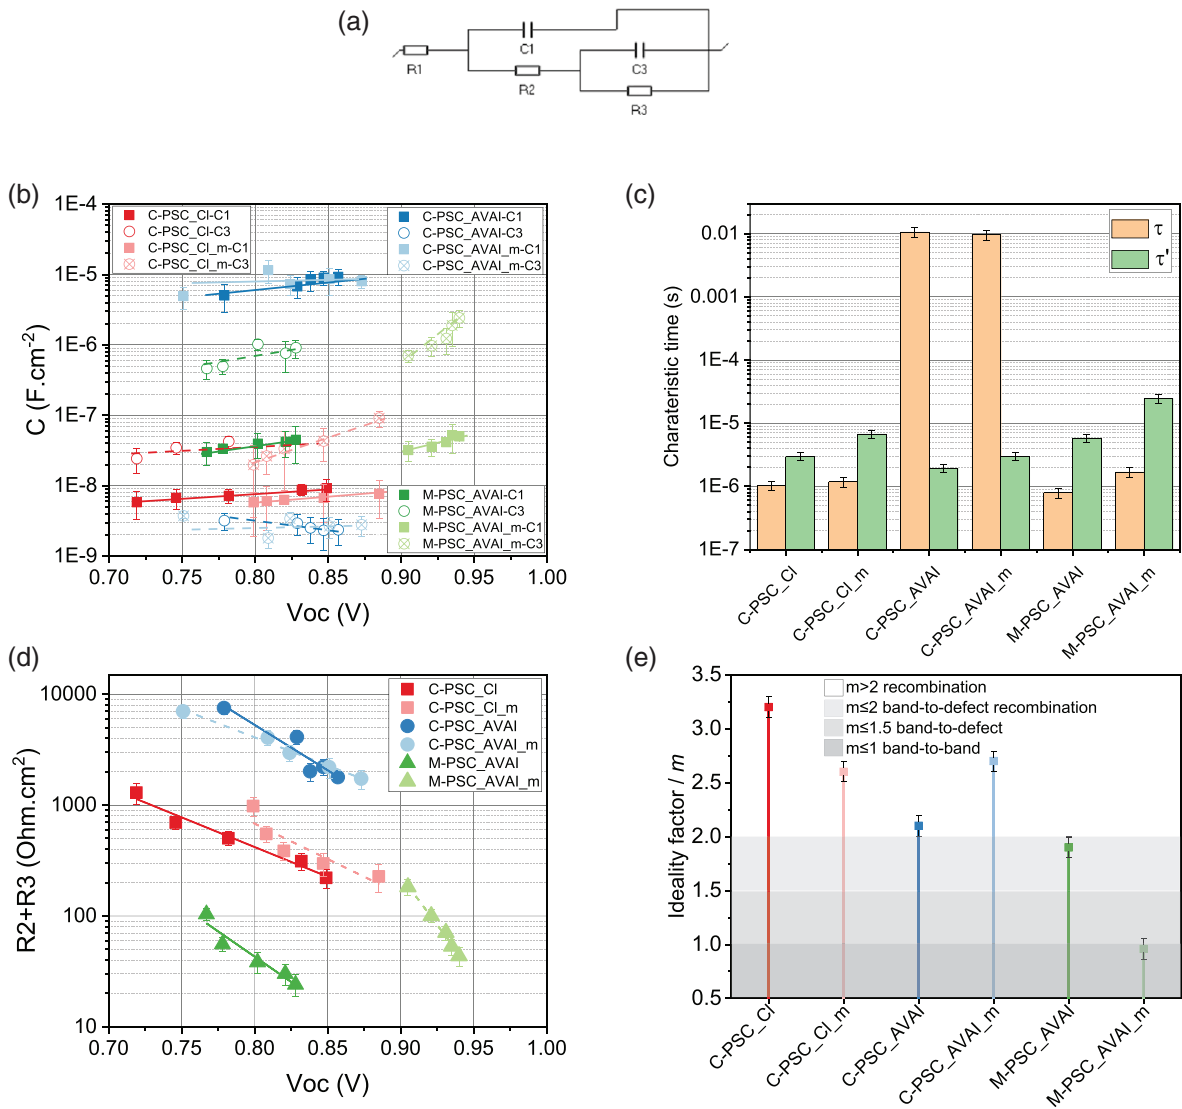 (a)
C1
R1
R2
C3
R3
(b)
1E-4
1E-5
1E-6
1E-7
1E-8
1E-9
C (F.cm-2)
C-PSC_Cl-C1
C-PSC_Cl-C3
C-PSC_Cl_m-C1
C-PSC_Cl_m-C3
C-PSC_AVAI-C1
C-PSC_AVAI-C3
C-PSC_AVAI_m-C1
C-PSC_AVAI_m-C3
M-PSC_AVAI-C1
M-PSC_AVAI-C3
M-PSC_AVAI_m-C1
M-PSC_AVAI_m-C3
0.70 0.75 0.80 0.85 0.90 0.95 1.00
Voc (V)
(c)
0.01
0.001
1E-4
1E-5
1E-6
1E-7
Charateristic time (s)
τ
τ'
C-PSC_Cl
C-PSC_Cl_m
C-PSC_AVAI
C-PSC_AVAI_m
M-PSC_AVAI
M-PSC_AVAI_m
(d)
10000
1000
100
10
R2+R3 (Ohm.cm2)
C-PSC_Cl
C-PSC_Cl_m
C-PSC_AVAI
C-PSC_AVAI_m
M-PSC_AVAI
M-PSC_AVAI_m
0.70 0.75 0.80 0.85 0.90 0.95 1.00
Voc (V)
(e)
3.5
3.0
2.5
2.0
1.5
1.0
0.5
Ideality factor / m
m>2 recombination
m≤2 band-to-defect recombination
m≤1.5 band-to-defect
m≤1 band-to-band
C-PSC_Cl
C-PSC_Cl_m
C-PSC_AVAI
C-PSC_AVAI_m
M-PSC_AVAI
M-PSC_AVAI_m